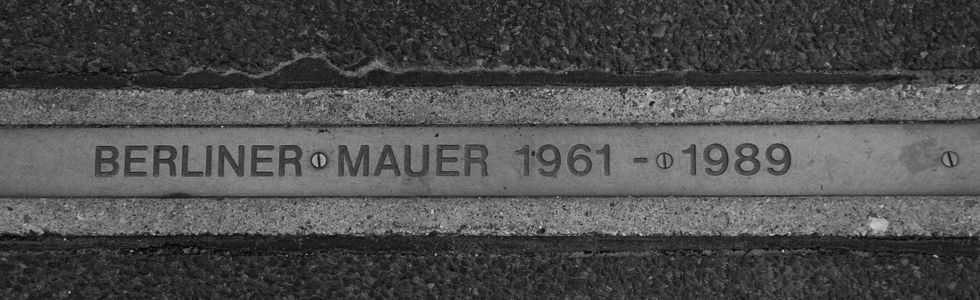 BERLINER MAUER 1961 - 1989